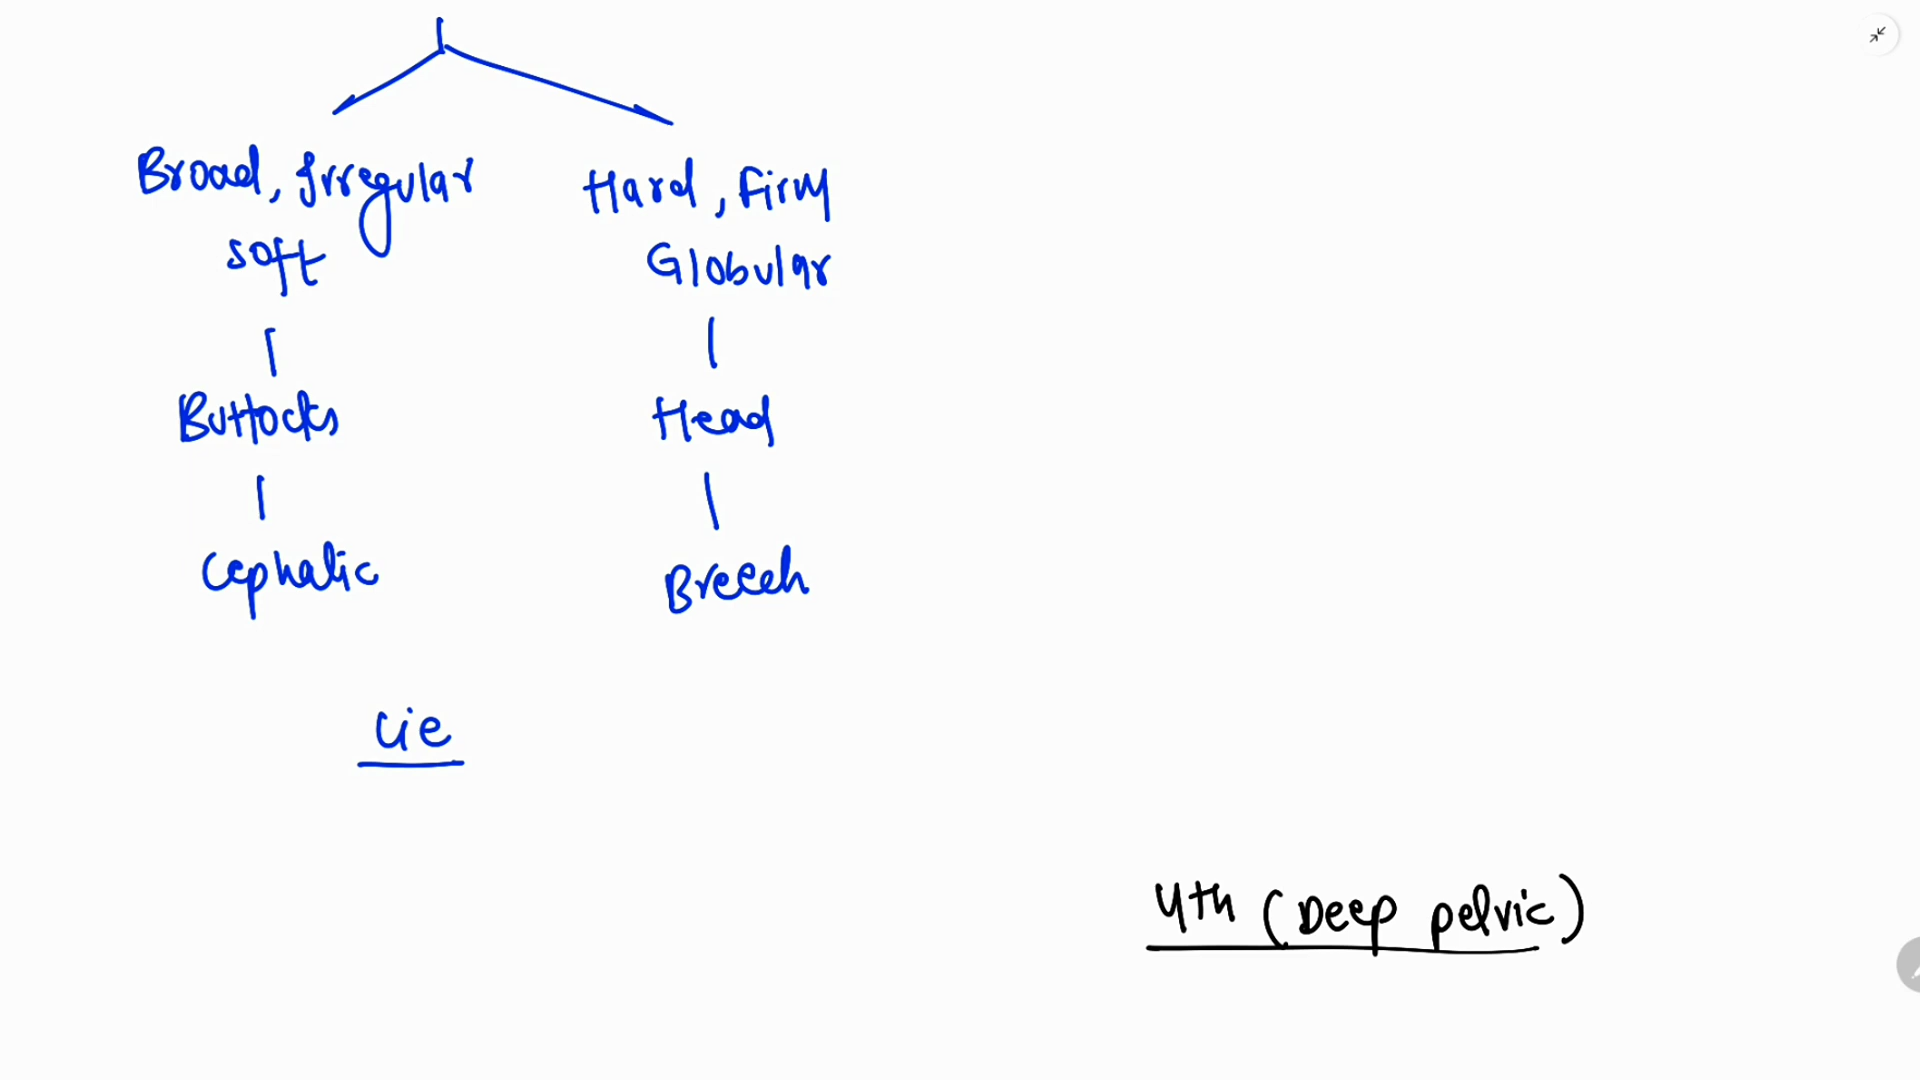 Broad, Irregular Hard, Firm
soft Globular
Buttocks Head
Cephalic Breech
Lie
4th (Deep pelvic)